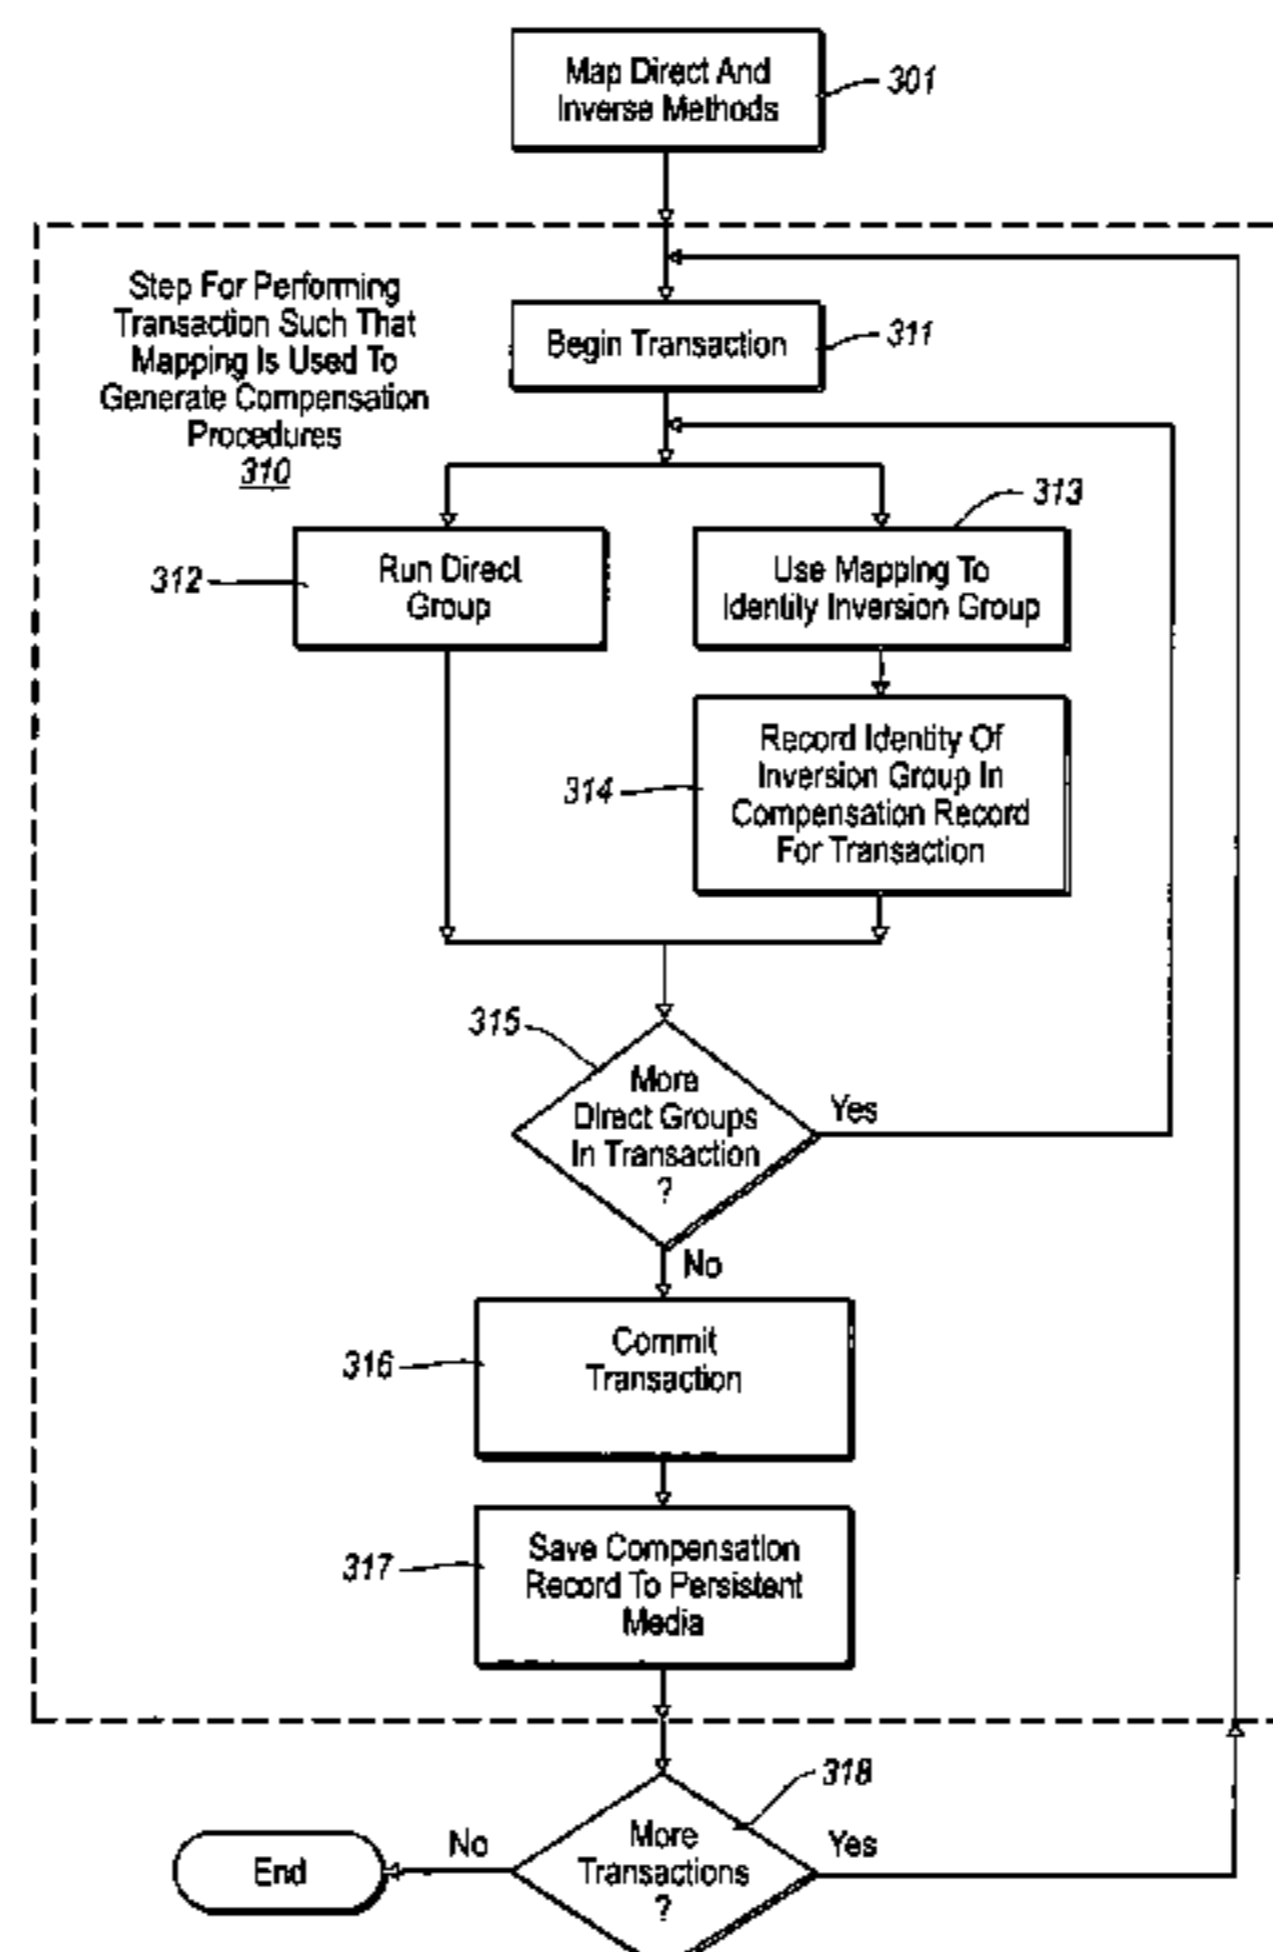 Map Direct And
Inverse Methods
301
Step For Performing
Transaction Such That
Mapping Is Used To
Generate Compensation
Procedures
310
Begin Transaction
311
312
Run Direct
Group
313
Use Mapping To
Identity Inversion Group
314
Record Identity Of
Inversion Group In
Compensation Record
For Transaction
315
More
Direct Groups
In Transaction
?
Yes
No
316
Commit
Transaction
317
Save Compensation
Record To Persistent
Media
318
More
Transactions
?
Yes
No
End